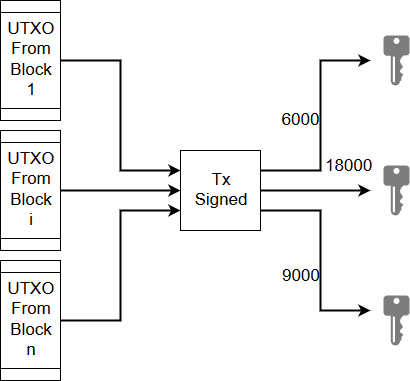 UTXO
From
Block
1
UTXO
From
Block
i
UTXO
From
Block
n
Tx
Signed
6000
18000
9000